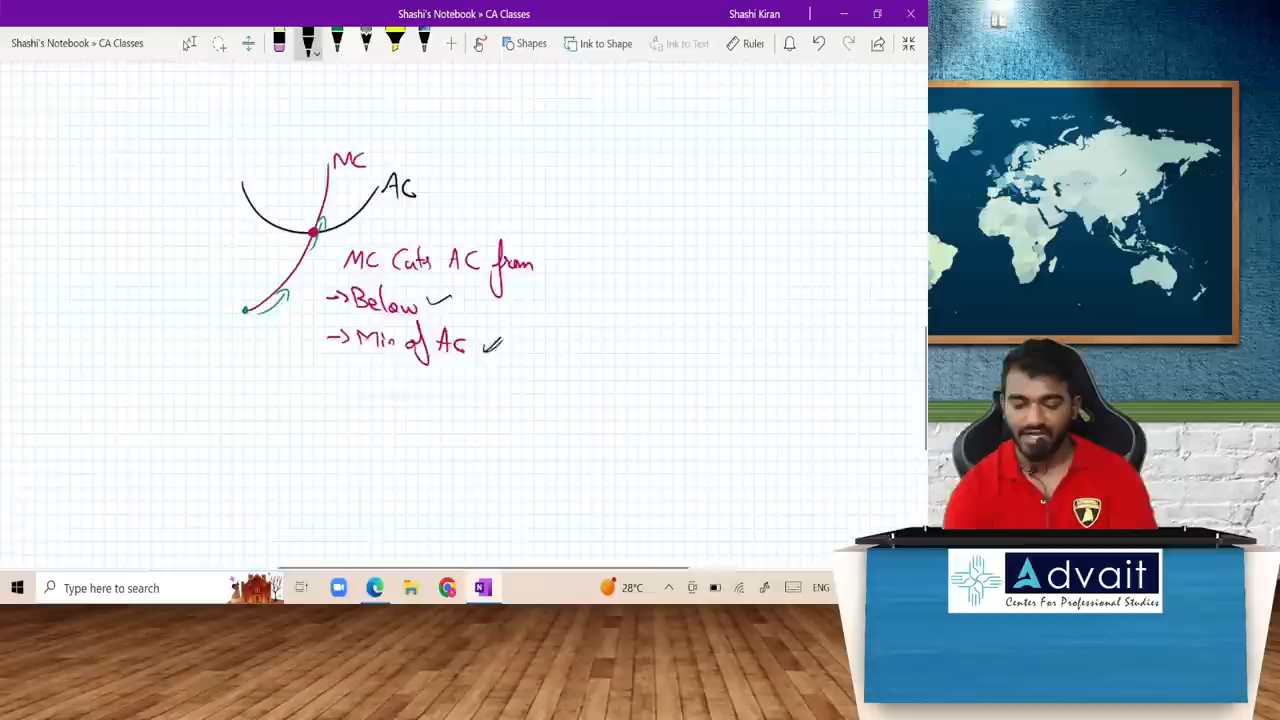 Shashi's Notebook » CA Classes
Shashi Kiran
Shashi's Notebook » CA Classes
Shapes
Ink to Shape
Ink to Text
Ruler
MC
AC
MC Cuts AC from
→ Below ✓
→ Min of AC ✓
Type here to search
28°C
ENG
Advait
Center For Professional Studies